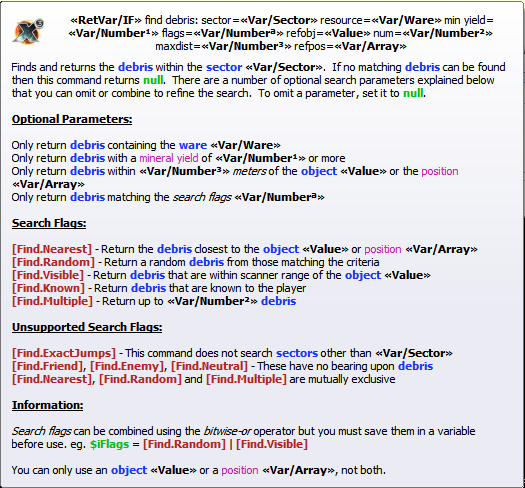 «RetVar/IF» find debris: sector=«Var/Sector» resource=«Var/Ware» min yield=
«Var/Number¹» flags=«Var/Numberª» refobj=«Value» num=«Var/Number²»
maxdist=«Var/Number³» refpos=«Var/Array»
Finds and returns the debris within the sector «Var/Sector». If no matching debris can be found
then this command returns null. There are a number of optional search parameters explained below
that you can omit or combine to refine the search. To omit a parameter, set it to null.
Optional Parameters:
Only return debris containing the ware «Var/Ware»
Only return debris with a mineral yield of «Var/Number¹» or more
Only return debris within «Var/Number³» meters of the object «Value» or the position
«Var/Array»
Only return debris matching the search flags «Var/Numberª»
Search Flags:
[Find.Nearest] - Return the debris closest to the object «Value» or position «Var/Array»
[Find.Random] - Return a random debris from those matching the criteria
[Find.Visible] - Return debris that are within scanner range of the object «Value»
[Find.Known] - Return debris that are known to the player
[Find.Multiple] - Return up to «Var/Number²» debris
Unsupported Search Flags:
[Find.ExactJumps] - This command does not search sectors other than «Var/Sector»
[Find.Friend], [Find.Enemy], [Find.Neutral] - These have no bearing upon debris
[Find.Nearest], [Find.Random] and [Find.Multiple] are mutually exclusive
Information:
Search flags can be combined using the bitwise-or operator but you must save them in a variable
before use. eg. $iFlags = [Find.Random] | [Find.Visible]
You can only use an object «Value» or a position «Var/Array», not both.